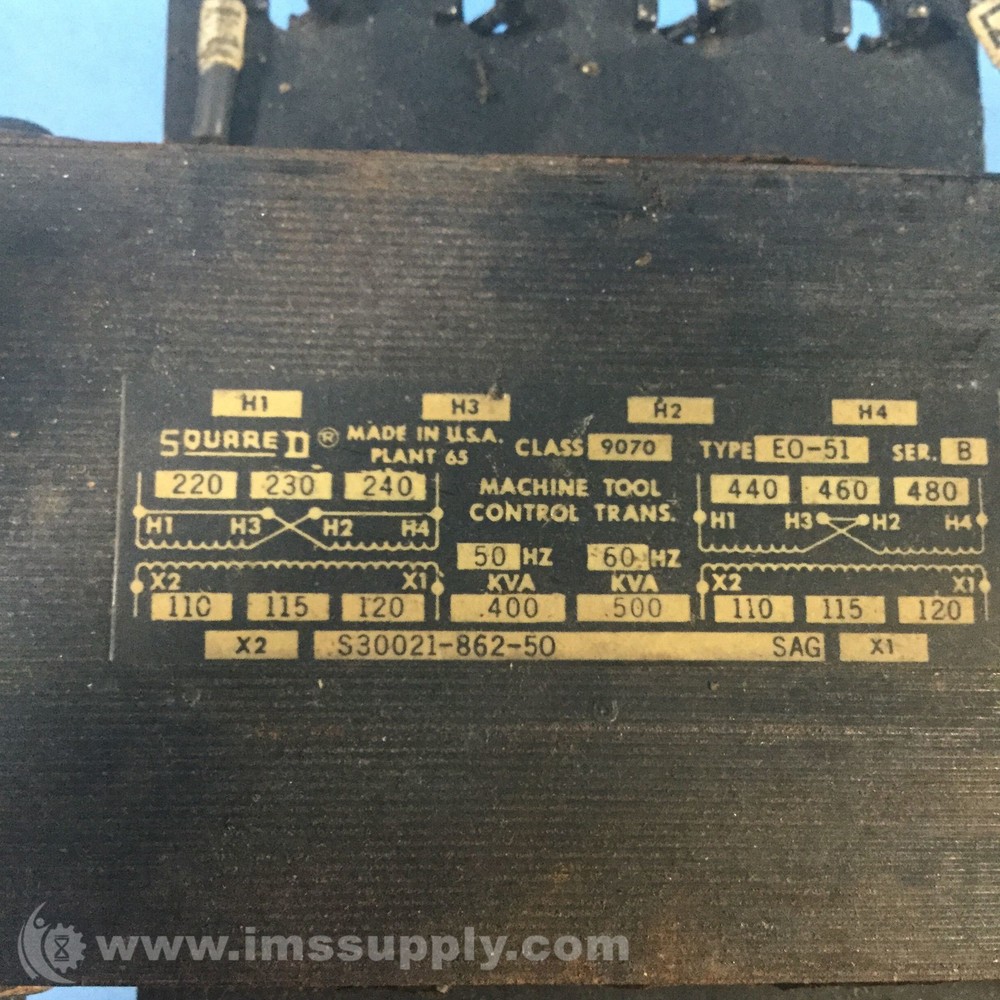 H1 H3 H2 H4
SQUARE D ® MADE IN U.S.A. CLASS 9070 TYPE EO-51 SER. B
PLANT 65
220 230 240 MACHINE TOOL 440 460 480
H1 H3 H2 H4 CONTROL TRANS. H1 H3 H2 H4
50 HZ 60 HZ
X2 X1 KVA KVA X2 X1
110 115 120 .400 .500 110 115 120
X2 S30021-862-50 SAG X1
www.imssupply.com